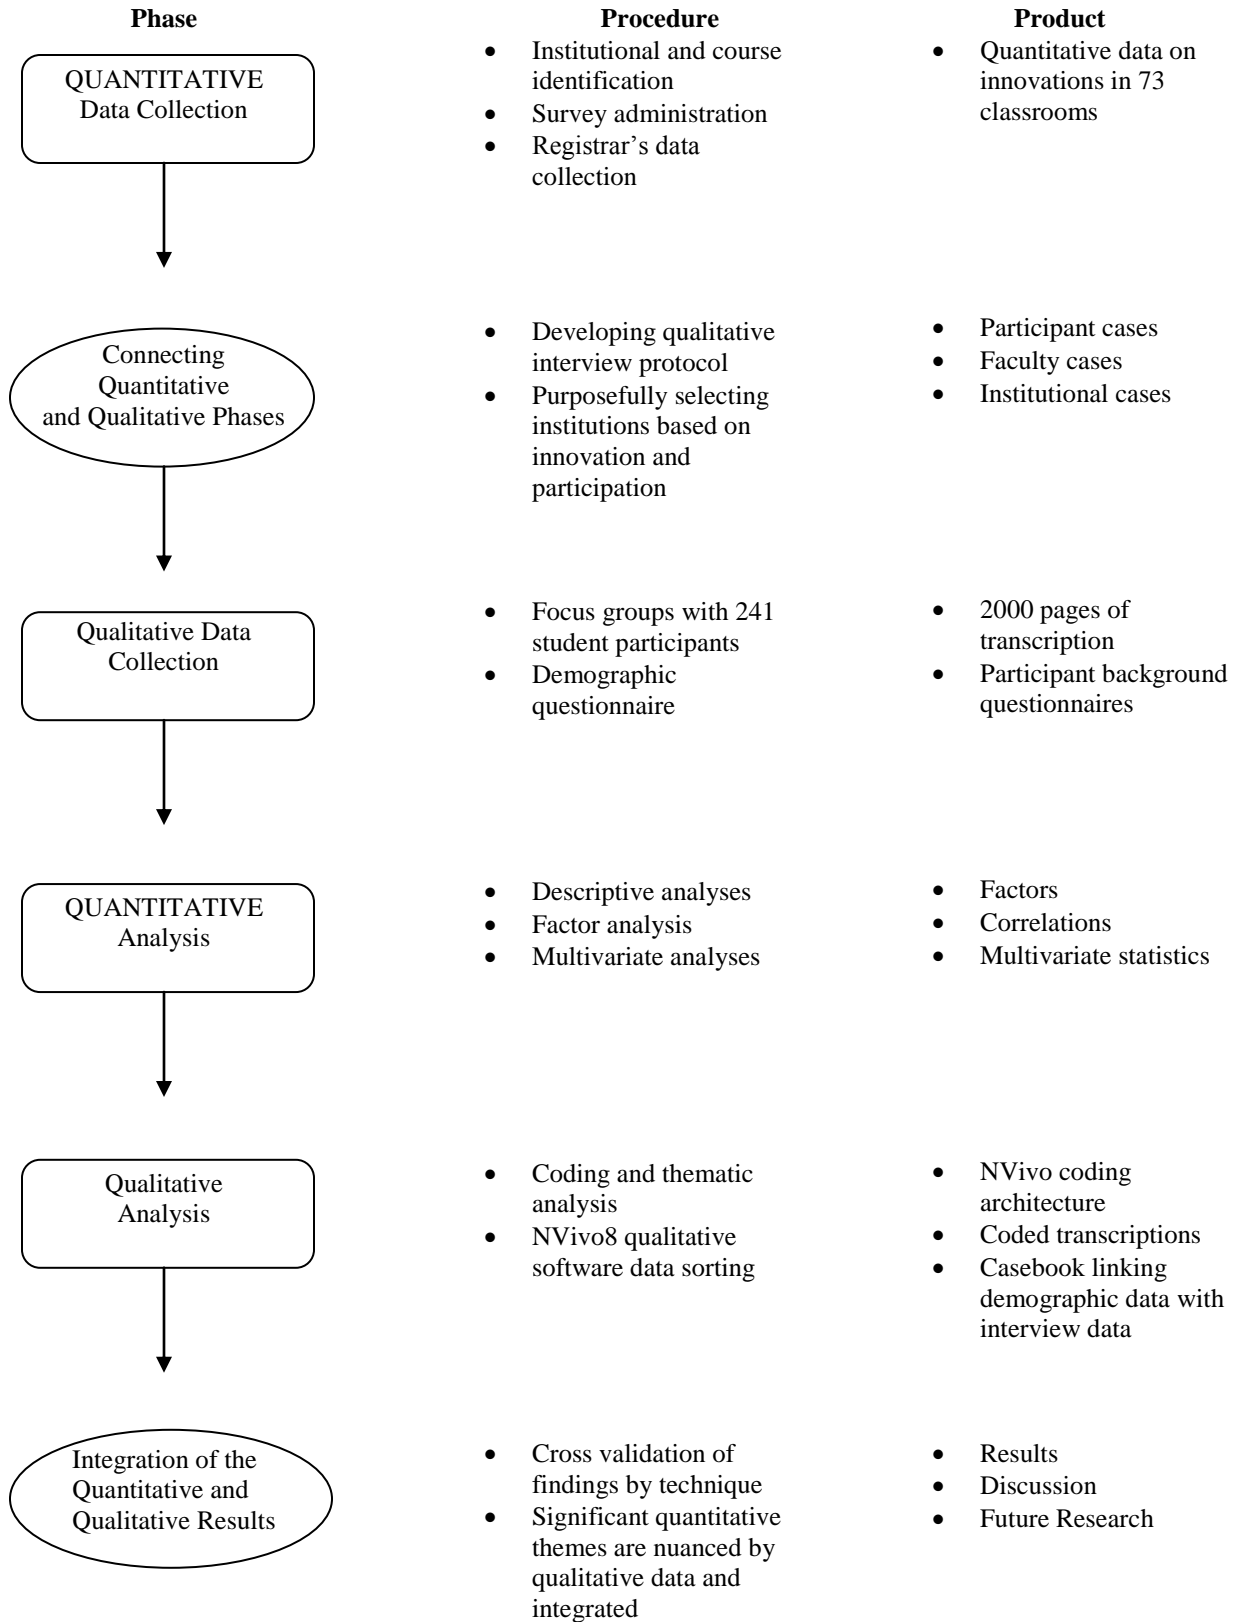 Phase
Procedure
Product
QUANTITATIVE
Data Collection
• Institutional and course
identification
• Survey administration
• Registrar’s data
collection
• Quantitative data on
innovations in 73
classrooms
Connecting
Quantitative
and Qualitative Phases
• Developing qualitative
interview protocol
• Purposefully selecting
institutions based on
innovation and
participation
• Participant cases
• Faculty cases
• Institutional cases
Qualitative Data
Collection
• Focus groups with 241
student participants
• Demographic
questionnaire
• 2000 pages of
transcription
• Participant background
questionnaires
QUANTITATIVE
Analysis
• Descriptive analyses
• Factor analysis
• Multivariate analyses
• Factors
• Correlations
• Multivariate statistics
Qualitative
Analysis
• Coding and thematic
analysis
• NVivo8 qualitative
software data sorting
• NVivo coding
architecture
• Coded transcriptions
• Casebook linking
demographic data with
interview data
Integration of the
Quantitative and
Qualitative Results
• Cross validation of
findings by technique
• Significant quantitative
themes are nuanced by
qualitative data and
integrated
• Results
• Discussion
• Future Research